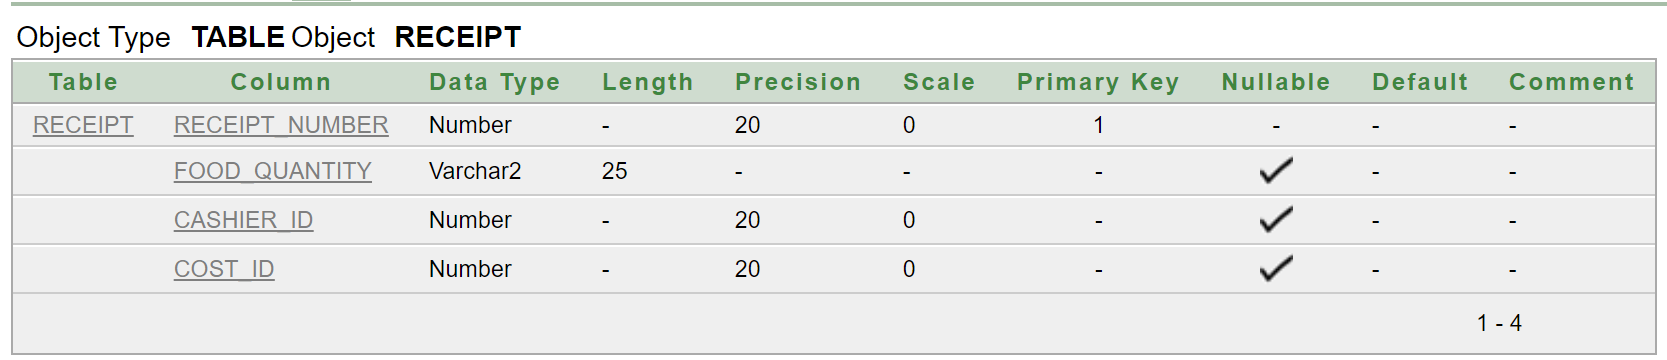 Object Type TABLE Object RECEIPT
Table Column Data Type Length Precision Scale Primary Key Nullable Default Comment
RECEIPT RECEIPT_NUMBER Number - 20 0 1 - - -
FOOD_QUANTITY Varchar2 25 - - - ✓ - -
CASHIER_ID Number - 20 0 - ✓ - -
COST_ID Number - 20 0 - ✓ - -
1 - 4